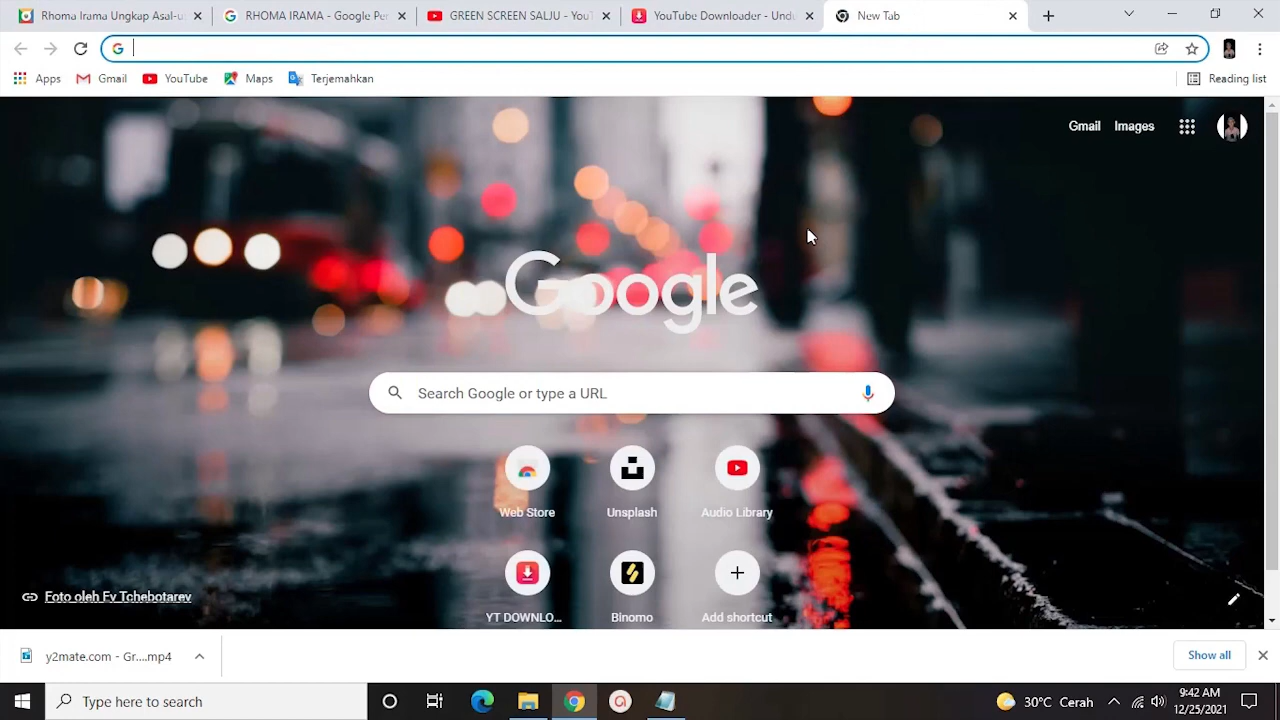 Rhoma Irama Ungkap Asal-u
RHOMA IRAMA - Google Per
GREEN SCREEN SALJU - YouT
YouTube Downloader - Undu
New Tab
Apps
Gmail
YouTube
Maps
Terjemahkan
Reading list
Gmail
Images
Google
Search Google or type a URL
Web Store
Unsplash
Audio Library
YT DOWNLO...
Binomo
Add shortcut
Foto oleh Ev Tchebotarev
y2mate.com - Gr....mp4
Show all
Type here to search
30°C Cerah
9:42 AM
12/25/2021